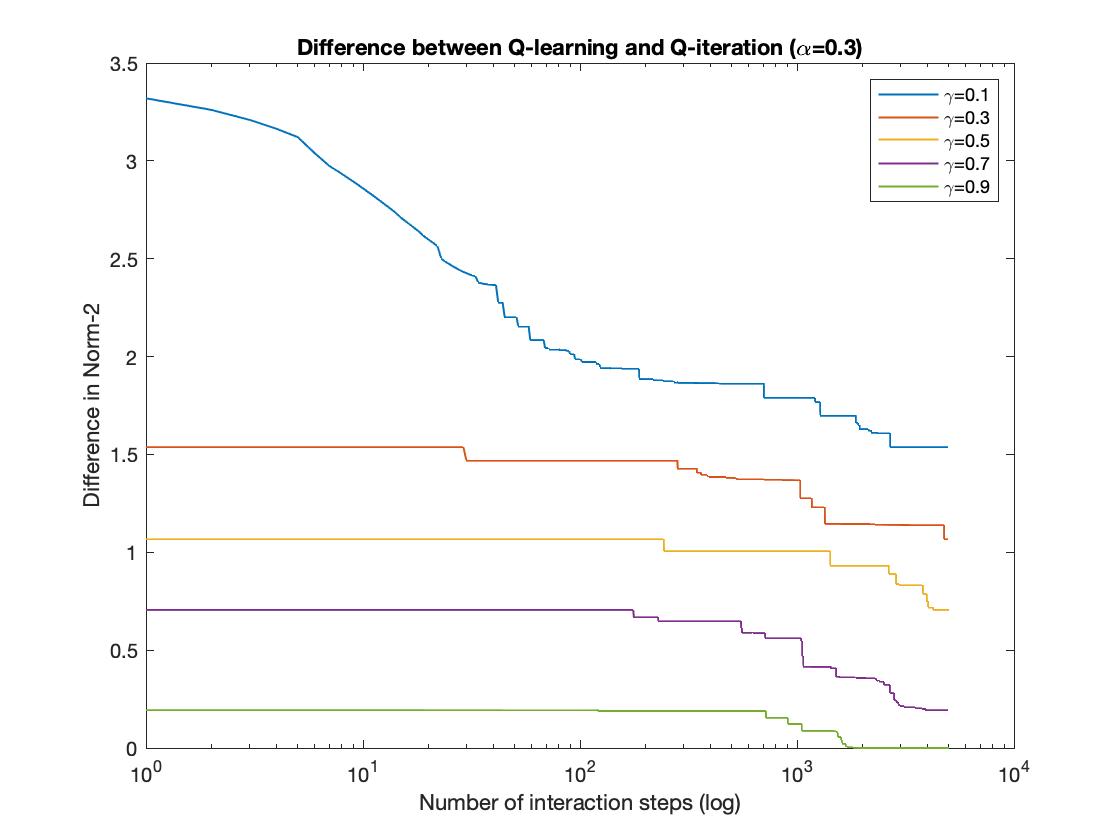 Difference between Q-learning and Q-iteration (α=0.3)
3.5
3
2.5
2
1.5
1
0.5
0
Difference in Norm-2
γ=0.1
γ=0.3
γ=0.5
γ=0.7
γ=0.9
10^0 10^1 10^2 10^3 10^4
Number of interaction steps (log)